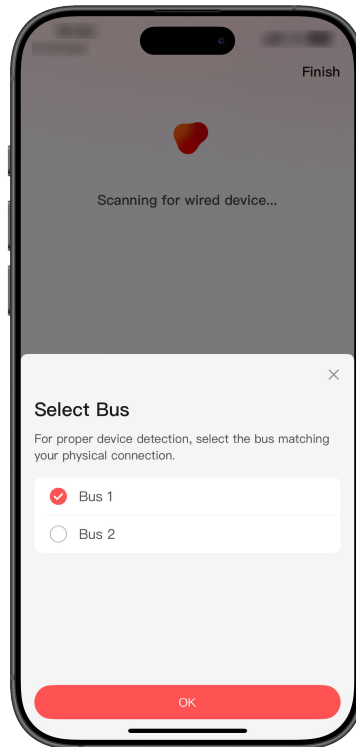 Finish
Scanning for wired device...
Select Bus
For proper device detection, select the bus matching
your physical connection.
Bus 1
Bus 2
OK